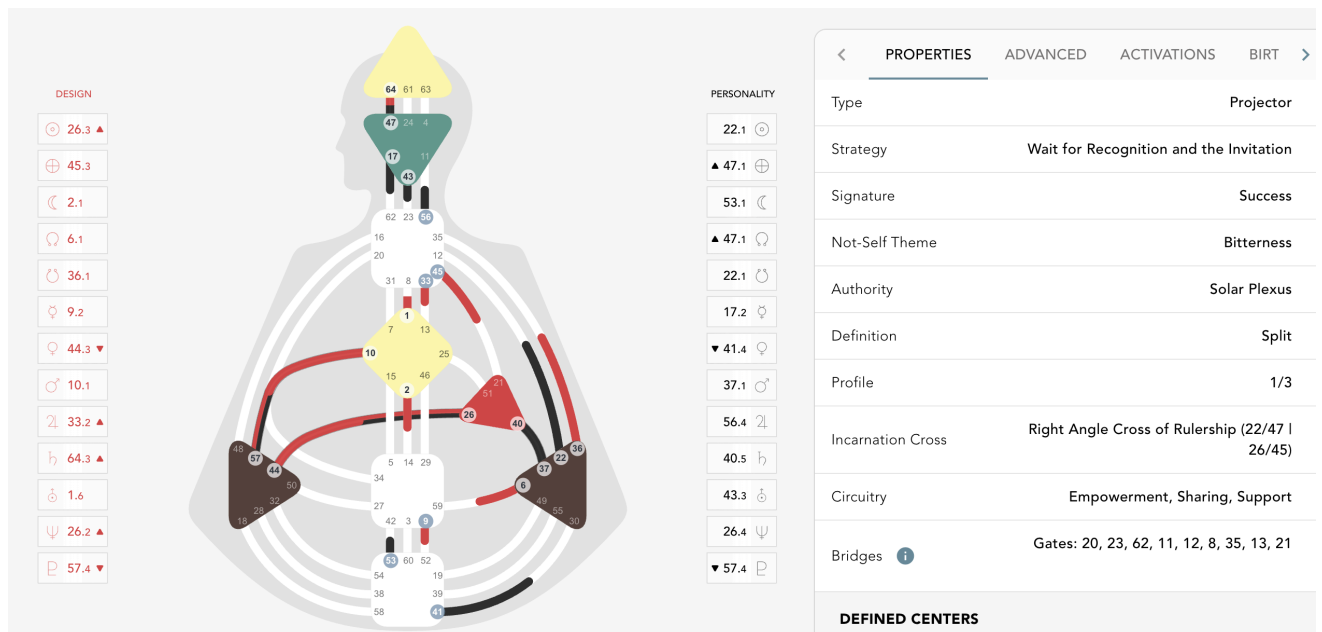 DESIGN
26.3 ▲
45.3
2.1
6.1
36.1
9.2
44.3 ▼
10.1
33.2 ▲
64.3 ▲
1.6
26.2 ▲
57.4 ▼
64 61 63
47 24 4
17 11
43
62 23 56
16 35
20 12
45
31 8 33
1
7 13
10 25
15 46
2
21
51
26
40
48
57
44
50
32
28
18
36
22
37
6
49
55
30
5 14 29
34
27 59
42 3 9
53 60 52
54 19
38 39
58 41
PERSONALITY
22.1
▲ 47.1
53.1
▲ 47.1
22.1
17.2
▼ 41.4
37.1
56.4
40.5
43.3
26.4
▼ 57.4
PROPERTIES ADVANCED ACTIVATIONS BIRT
Type Projector
Strategy Wait for Recognition and the Invitation
Signature Success
Not-Self Theme Bitterness
Authority Solar Plexus
Definition Split
Profile 1/3
Incarnation Cross Right Angle Cross of Rulership (22/47 |
26/45)
Circuitry Empowerment, Sharing, Support
Bridges i Gates: 20, 23, 62, 11, 12, 8, 35, 13, 21
DEFINED CENTERS